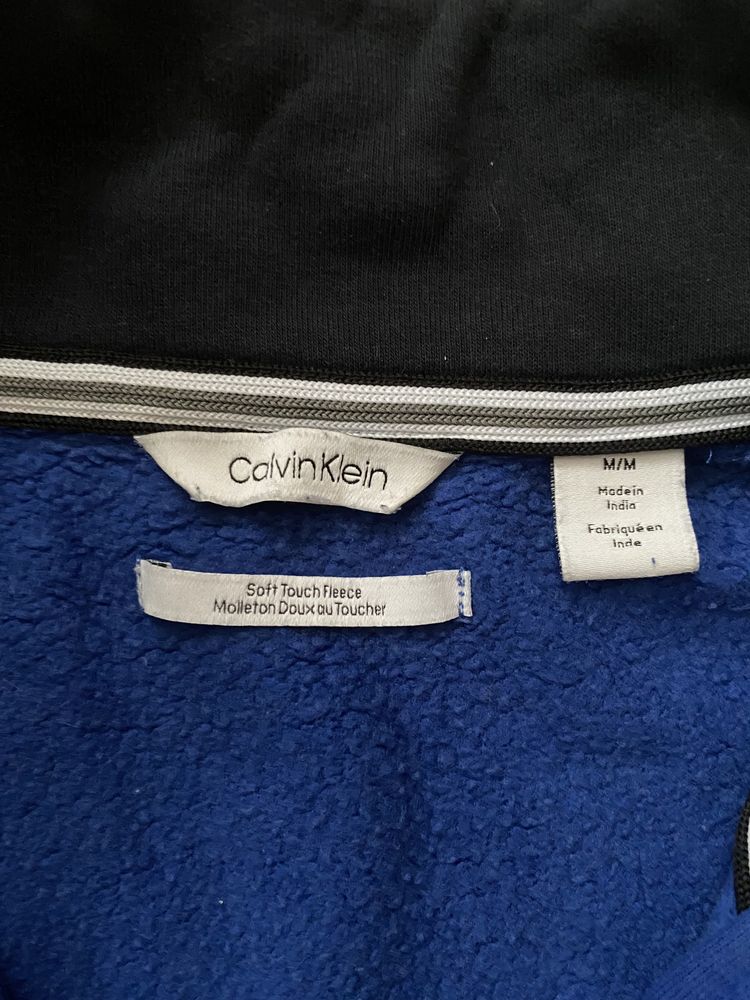 Calvin Klein
M/M
Made in
India
Fabriqué en
Inde
Soft Touch Fleece
Molleton Doux au Toucher